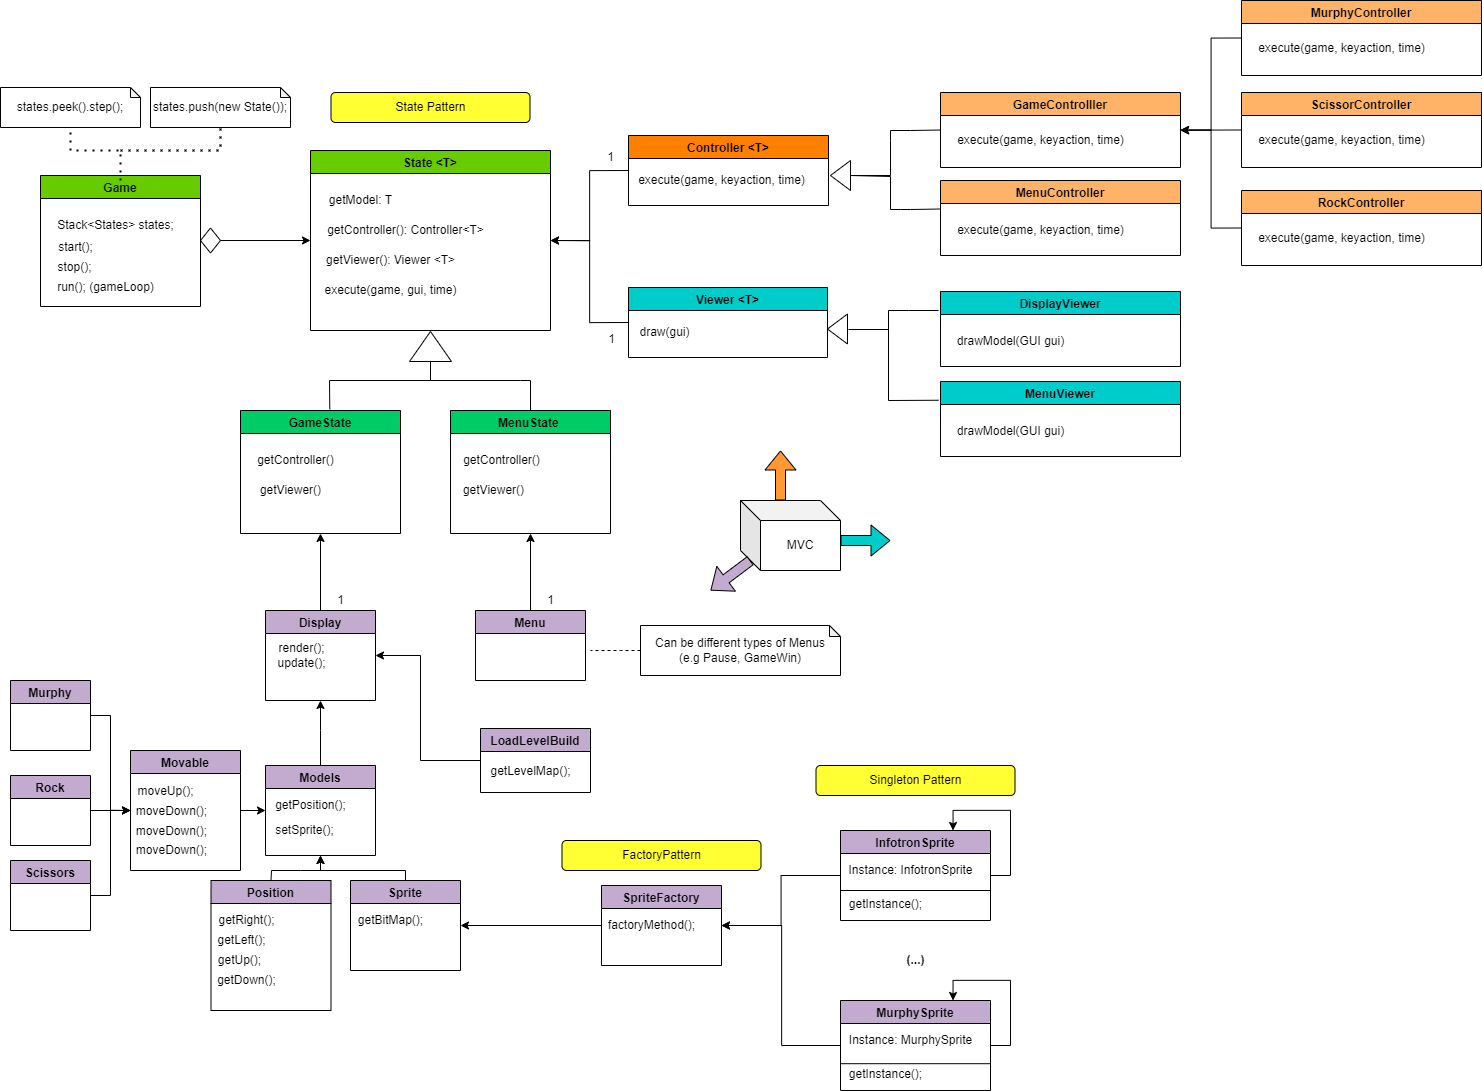 MurphyController
execute(game, keyaction, time)
states.peek().step();
states.push(new State());
State Pattern
GameControlller
execute(game, keyaction, time)
ScissorController
execute(game, keyaction, time)
Controller <T>
execute(game, keyaction, time)
1
State <T>
getModel: T
getController(): Controller<T>
getViewer(): Viewer <T>
execute(game, gui, time)
Game
Stack<States> states;
start();
stop();
run(); (gameLoop)
MenuController
execute(game, keyaction, time)
RockController
execute(game, keyaction, time)
Viewer <T>
draw(gui)
1
DisplayViewer
drawModel(GUI gui)
MenuViewer
drawModel(GUI gui)
GameState
getController()
getViewer()
MenuState
getController()
getViewer()
MVC
1
Display
render();
update();
1
Menu
Can be different types of Menus
(e.g Pause, GameWin)
Murphy
Rock
Scissors
Movable
moveUp();
moveDown();
moveDown();
moveDown();
Models
getPosition();
setSprite();
LoadLevelBuild
getLevelMap();
Position
getRight();
getLeft();
getUp();
getDown();
Sprite
getBitMap();
FactoryPattern
SpriteFactory
factoryMethod();
Singleton Pattern
InfotronSprite
Instance: InfotronSprite
getInstance();
(...)
MurphySprite
Instance: MurphySprite
getInstance();